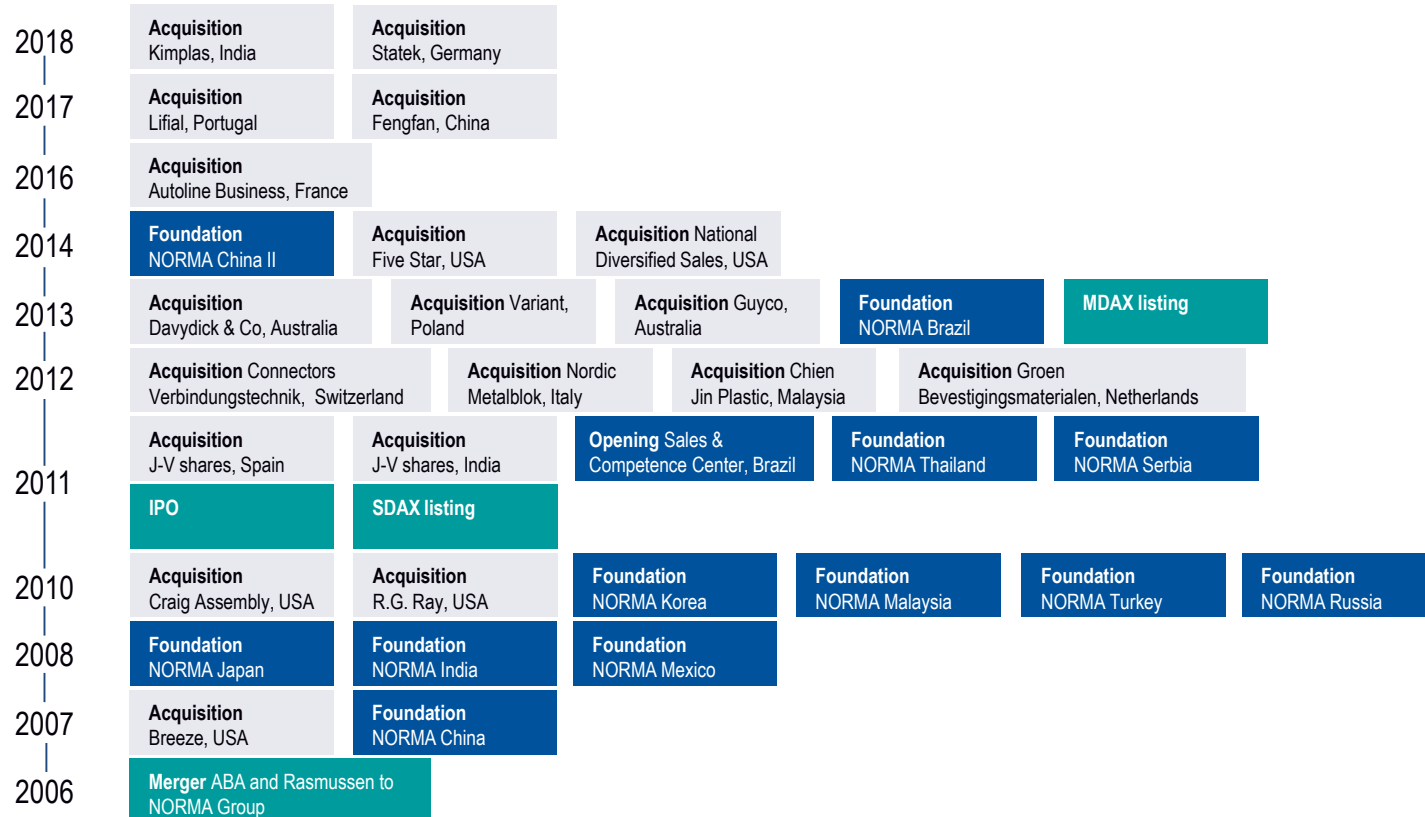 2018
Acquisition
Kimplas, India
Acquisition
Statek, Germany
2017
Acquisition
Lifial, Portugal
Acquisition
Fengfan, China
2016
Acquisition
Autoline Business, France
2014
Foundation
NORMA China II
Acquisition
Five Star, USA
Acquisition National
Diversified Sales, USA
2013
Acquisition
Davydick & Co, Australia
Acquisition Variant,
Poland
Acquisition Guyco,
Australia
Foundation
NORMA Brazil
MDAX listing
2012
Acquisition Connectors
Verbindungstechnik, Switzerland
Acquisition Nordic
Metalblok, Italy
Acquisition Chien
Jin Plastic, Malaysia
Acquisition Groen
Bevestigingsmaterialen, Netherlands
2011
Acquisition
J-V shares, Spain
Acquisition
J-V shares, India
Opening Sales &
Competence Center, Brazil
Foundation
NORMA Thailand
Foundation
NORMA Serbia
IPO
SDAX listing
2010
Acquisition
Craig Assembly, USA
Acquisition
R.G. Ray, USA
Foundation
NORMA Korea
Foundation
NORMA Malaysia
Foundation
NORMA Turkey
Foundation
NORMA Russia
2008
Foundation
NORMA Japan
Foundation
NORMA India
Foundation
NORMA Mexico
2007
Acquisition
Breeze, USA
Foundation
NORMA China
2006
Merger ABA and Rasmussen to
NORMA Group